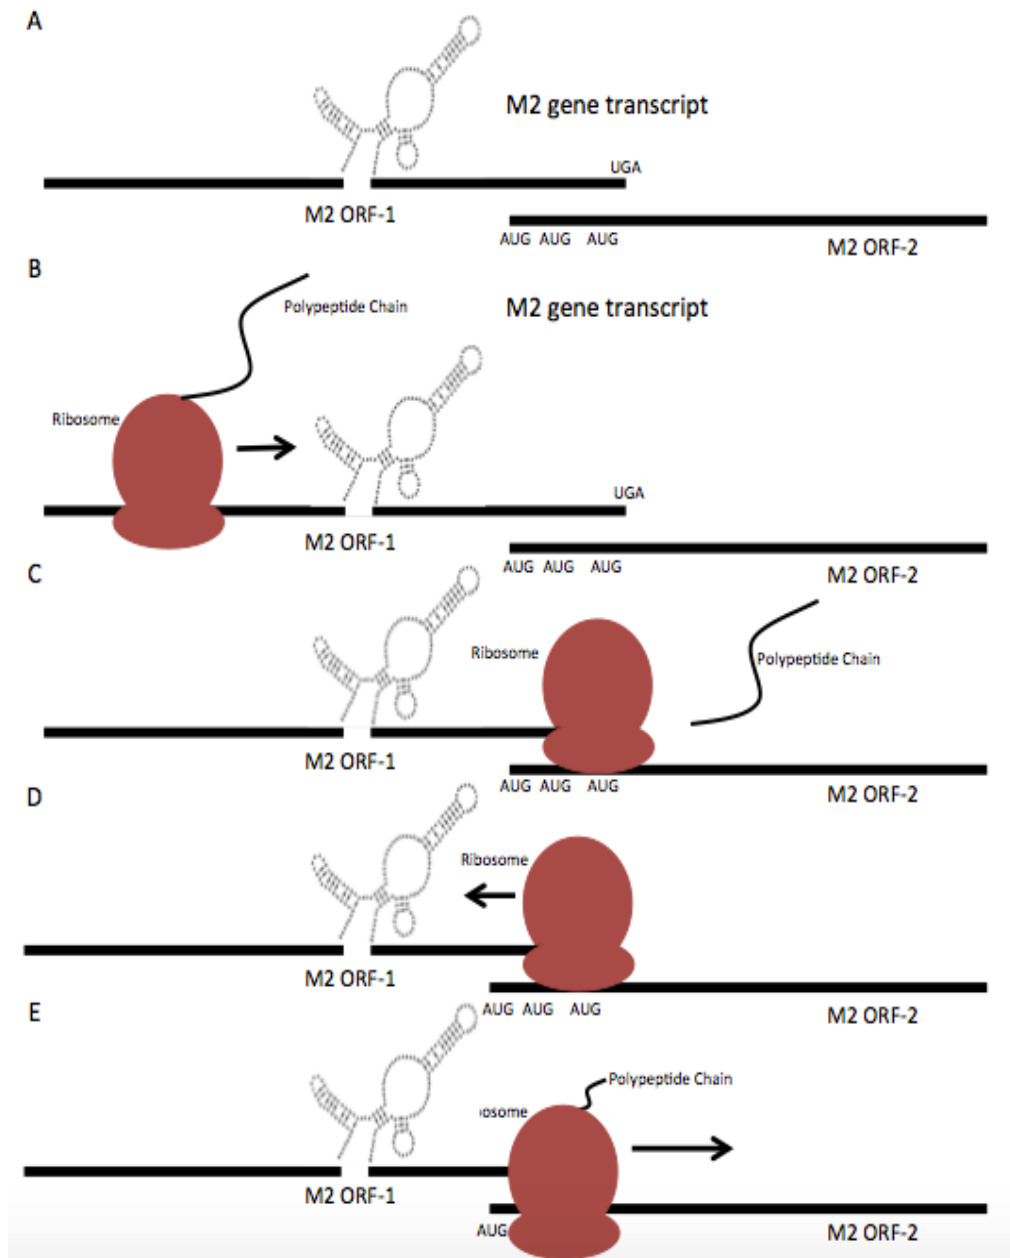 A
M2 gene transcript
UGA
M2 ORF-1
AUG AUG AUG
M2 ORF-2
B
Polypeptide Chain
M2 gene transcript
Ribosome
UGA
M2 ORF-1
AUG AUG AUG
M2 ORF-2
C
Ribosome
Polypeptide Chain
M2 ORF-1
AUG AUG AUG
M2 ORF-2
D
Ribosome
M2 ORF-1
AUG AUG AUG
M2 ORF-2
E
Polypeptide Chain
osome
M2 ORF-1
AUG
M2 ORF-2